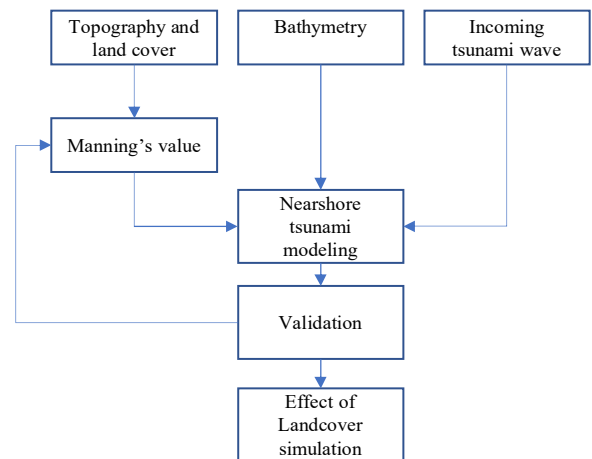 Topography and
land cover
Bathymetry
Incoming
tsunami wave
Manning’s value
Nearshore
tsunami
modeling
Validation
Effect of
Landcover
simulation